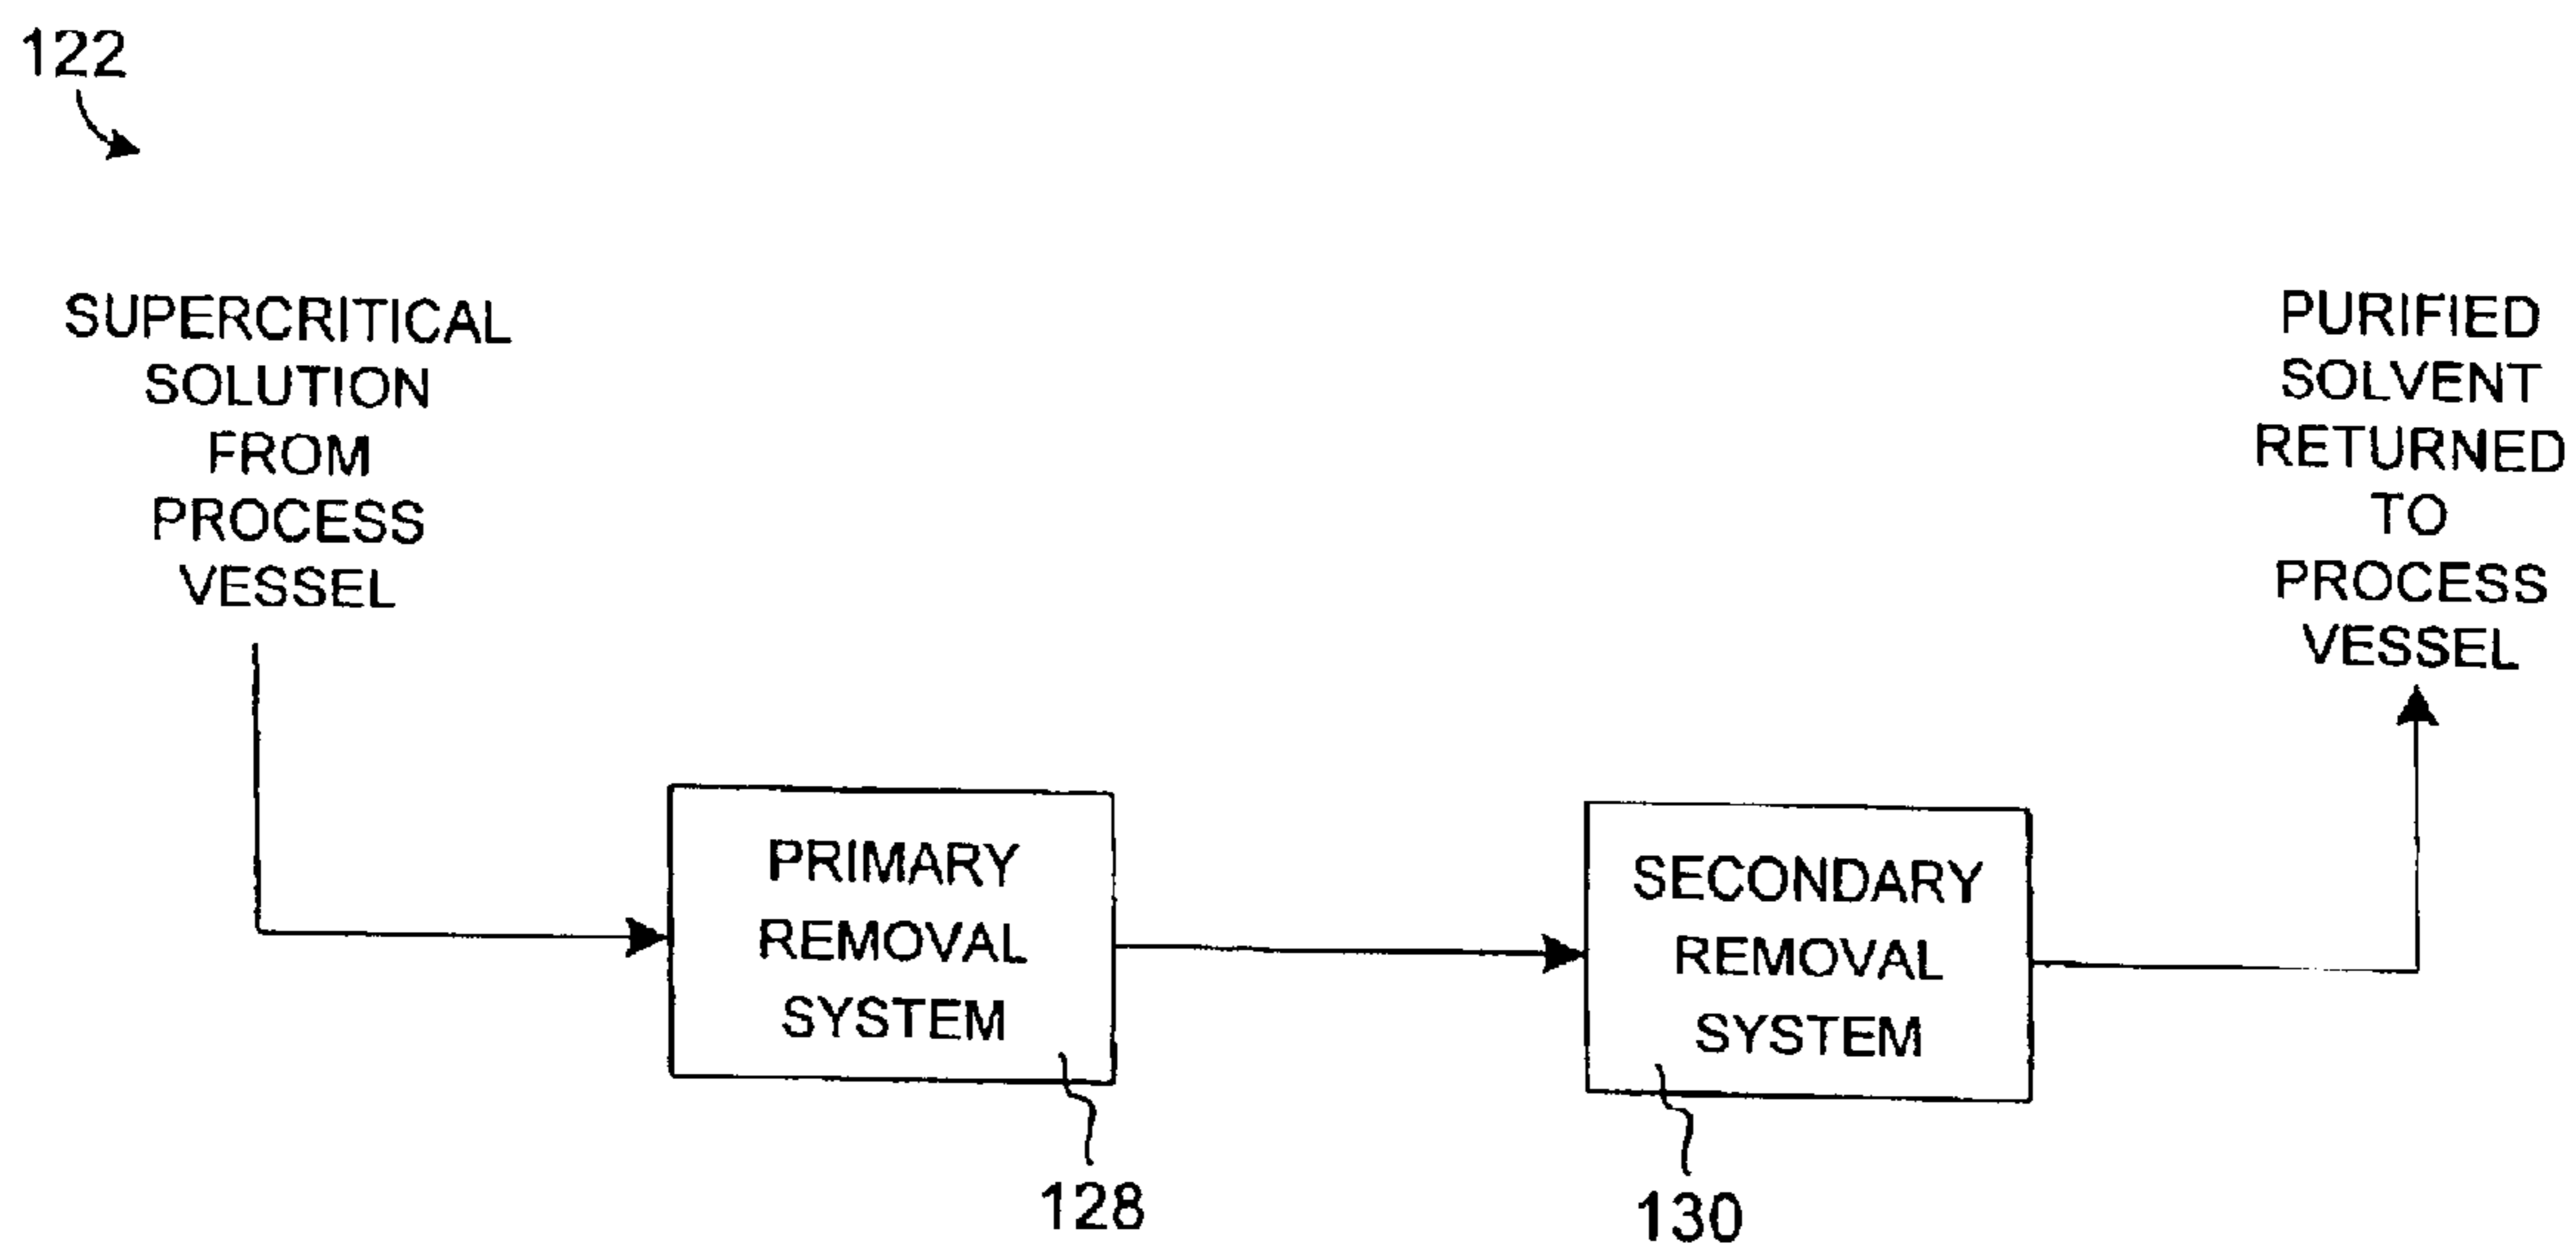 122
SUPERCRITICAL
SOLUTION
FROM
PROCESS
VESSEL
PURIFIED
SOLVENT
RETURNED
TO
PROCESS
VESSEL
PRIMARY
REMOVAL
SYSTEM
SECONDARY
REMOVAL
SYSTEM
128
130